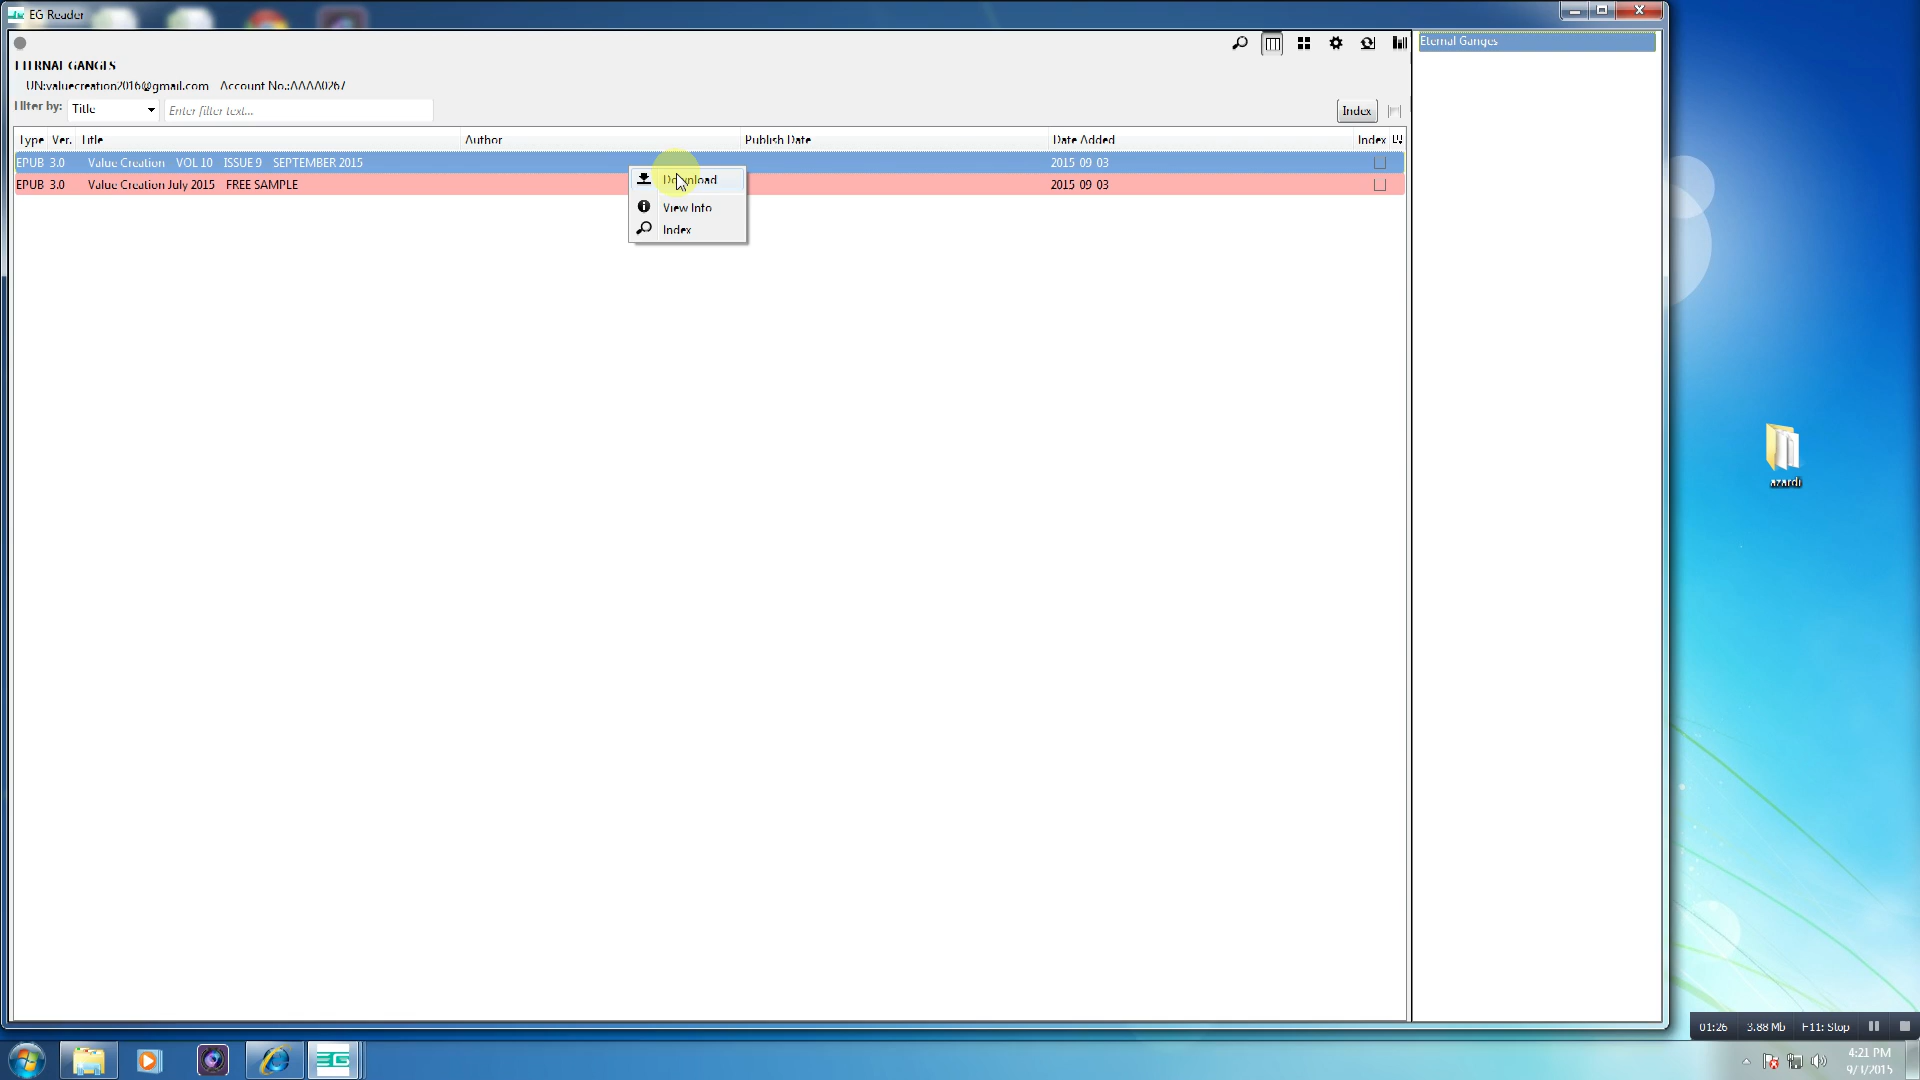 EG Reader
ETERNAL GANGES
UN:valuecreation2016@gmail.com Account No.:AAAA0267
Filter by: Title Enter filter text... Index
Type Ver. Title Author Publish Date Date Added Index
EPUB 3.0 Value Creation VOL 10 ISSUE 9 SEPTEMBER 2015 2015 09 03
EPUB 3.0 Value Creation July 2015 FREE SAMPLE 2015 09 03
Download
View Info
Index
Eternal Ganges
azardi
01:26 3.88 Mb F11: Stop
4:21 PM
9/3/2015